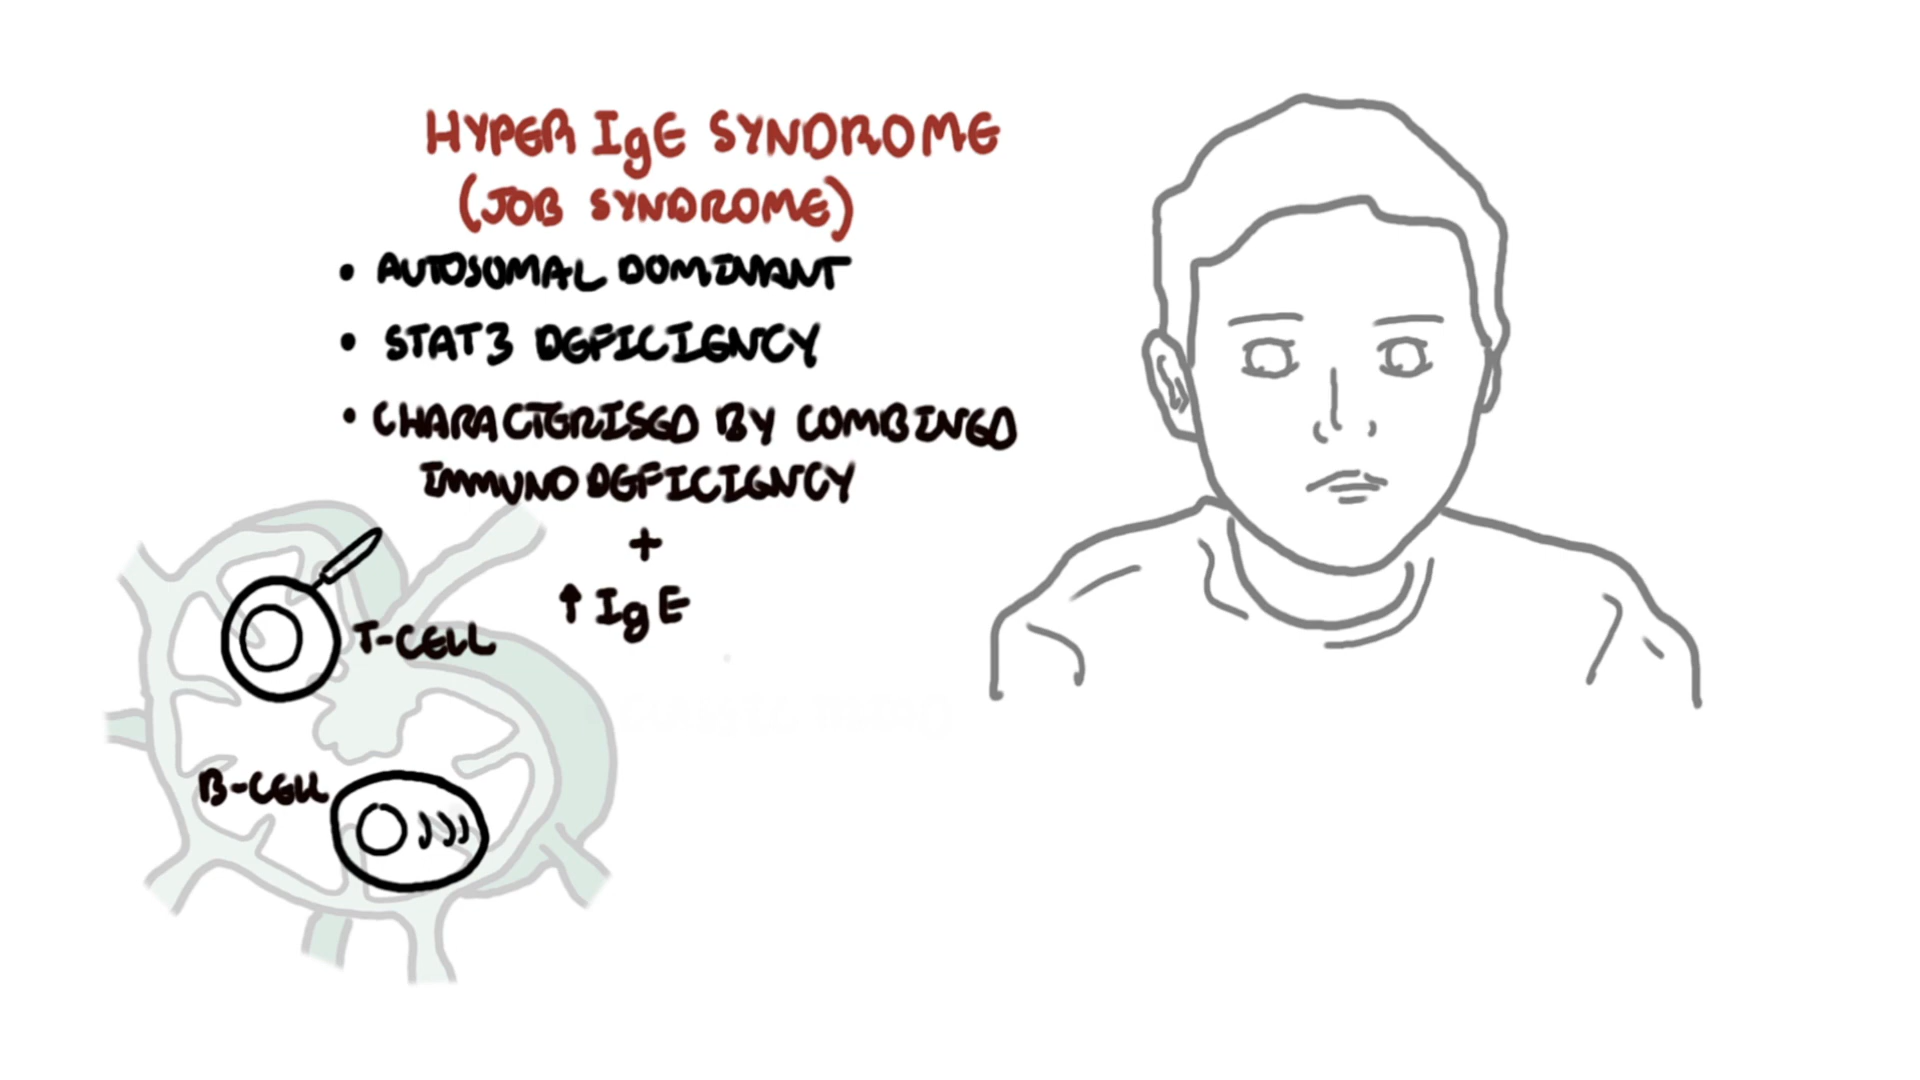 HYPER IgE SYNDROME
(JOB SYNDROME)
• AUTOSOMAL DOMINANT
• STAT3 DEFICIENCY
• CHARACTERISED BY COMBINED
IMMUNODEFICIENCY
+
↑ IgE
T-CELL
B-CELL